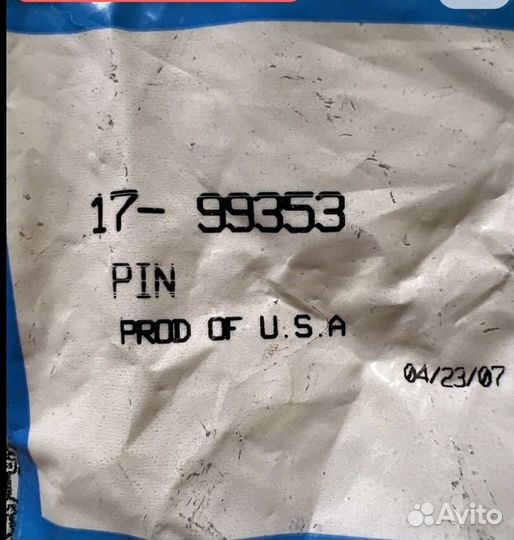 17- 99353
PIN
PROD OF U.S.A
04/23/07
Avito